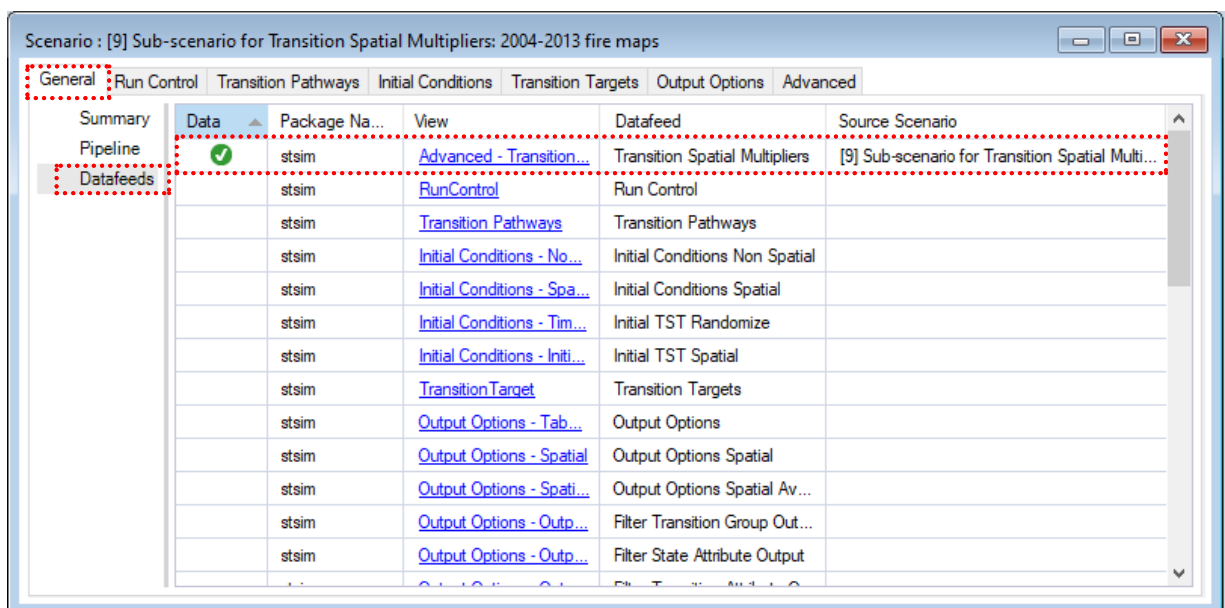 Scenario : [9] Sub-scenario for Transition Spatial Multipliers: 2004-2013 fire maps
General Run Control Transition Pathways Initial Conditions Transition Targets Output Options Advanced
Summary
Pipeline
Datafeeds
Data Package Na... View Datafeed Source Scenario
stsim Advanced - Transition... Transition Spatial Multipliers [9] Sub-scenario for Transition Spatial Multi...
stsim RunControl Run Control
stsim Transition Pathways Transition Pathways
stsim Initial Conditions - No... Initial Conditions Non Spatial
stsim Initial Conditions - Spa... Initial Conditions Spatial
stsim Initial Conditions - Tim... Initial TST Randomize
stsim Initial Conditions - Initi... Initial TST Spatial
stsim TransitionTarget Transition Targets
stsim Output Options - Tab... Output Options
stsim Output Options - Spatial Output Options Spatial
stsim Output Options - Spati... Output Options Spatial Av...
stsim Output Options - Outp... Filter Transition Group Out...
stsim Output Options - Outp... Filter State Attribute Output